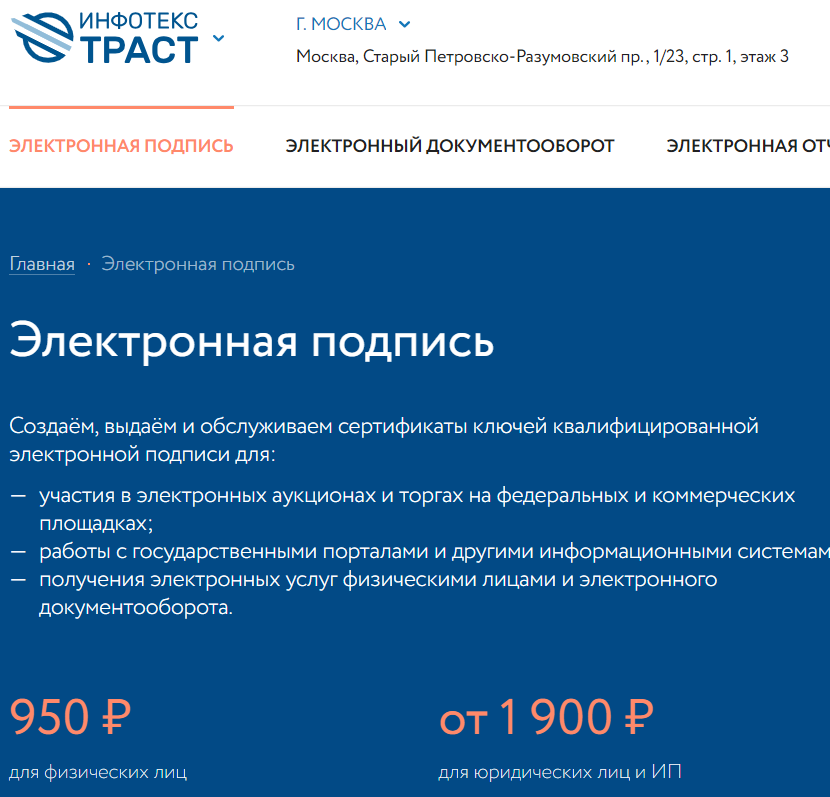 ИНФОТЕКС
ТРАСТ
Г. МОСКВА
Москва, Старый Петровско-Разумовский пр., 1/23, стр. 1, этаж 3
ЭЛЕКТРОННАЯ ПОДПИСЬ
ЭЛЕКТРОННЫЙ ДОКУМЕНТООБОРОТ
ЭЛЕКТРОННАЯ ОТЧ
Главная · Электронная подпись
Электронная подпись
Создаём, выдаём и обслуживаем сертификаты ключей квалифицированной
электронной подписи для:
— участия в электронных аукционах и торгах на федеральных и коммерческих
площадках;
— работы с государственными порталами и другими информационными системам
— получения электронных услуг физическими лицами и электронного
документооборота.
950 ₽
от 1 900 ₽
для физических лиц
для юридических лиц и ИП